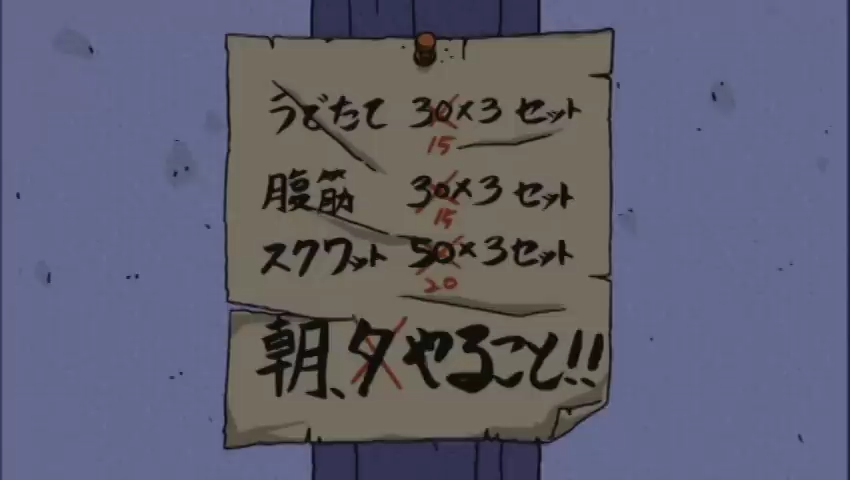 うでたて 30×3 セット
15
腹筋 30×3 セット
15
スクワット 50×3 セット
20
朝、夕やること!!